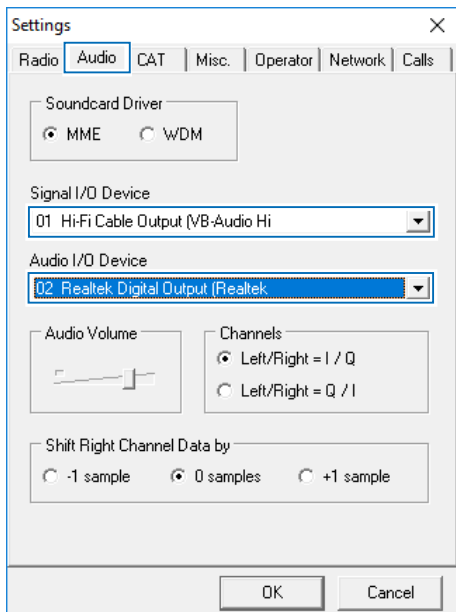 Settings
Radio Audio CAT Misc. Operator Network Calls
Soundcard Driver
MME WDM
Signal I/O Device
01 Hi-Fi Cable Output (VB-Audio Hi
Audio I/O Device
02 Realtek Digital Output (Realtek
Audio Volume Channels
Left/Right = I / Q
Left/Right = Q / I
Shift Right Channel Data by
-1 sample 0 samples +1 sample
OK Cancel